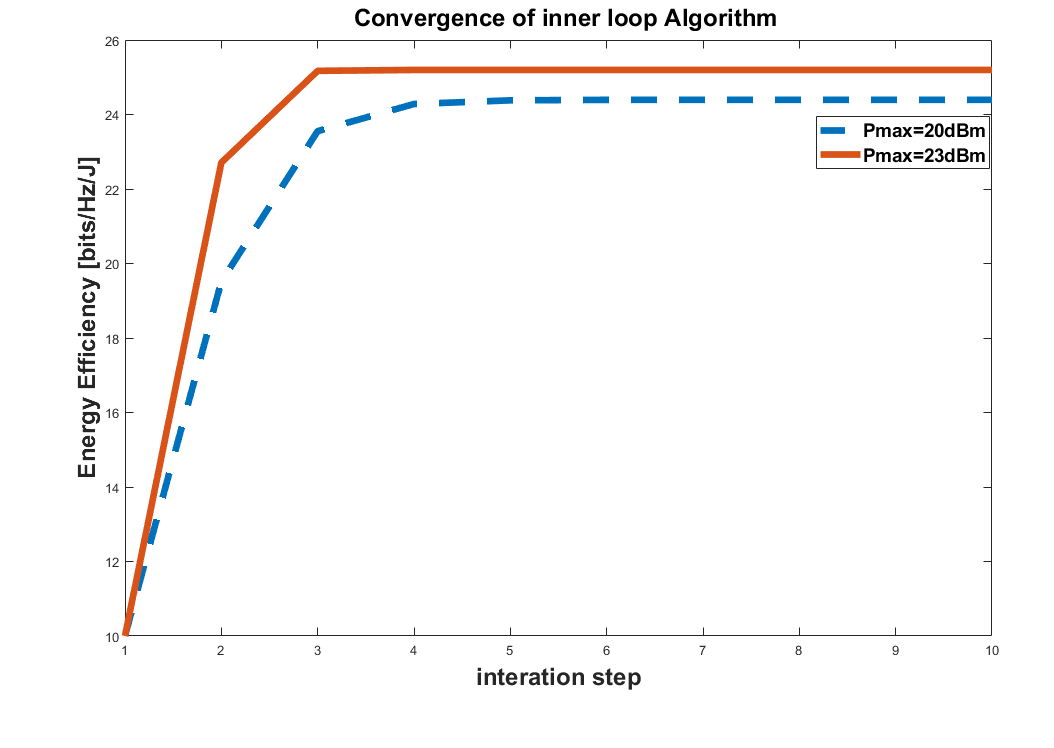 Convergence of inner loop Algorithm
26
24
22
20
18
16
14
12
10
Energy Efficiency [bits/Hz/J]
Pmax=20dBm
Pmax=23dBm
1 2 3 4 5 6 7 8 9 10
interation step